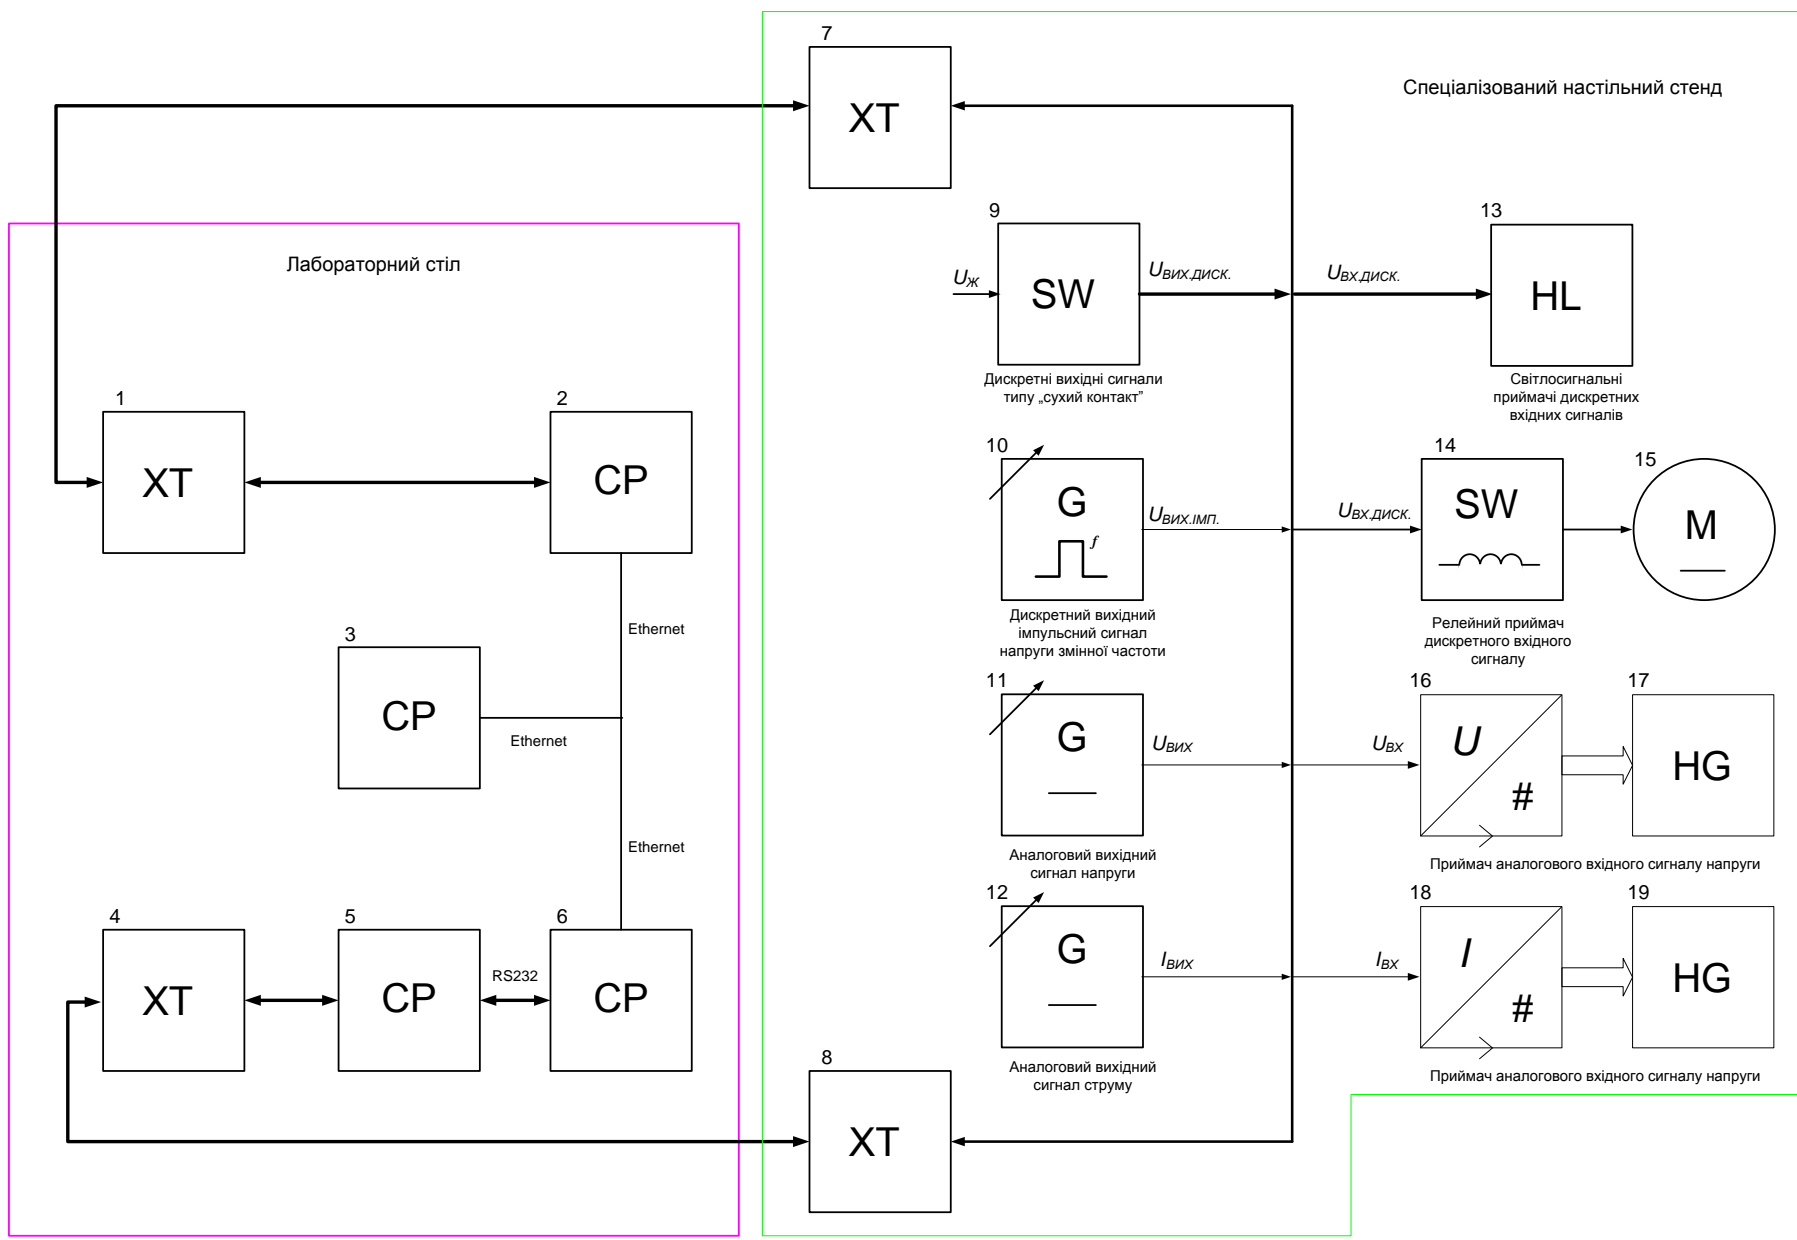 7
XT
Спеціалізований настільний стенд
Лабораторний стіл
9
SW
Uж
UВИХ.ДИСК.
UВХ.ДИСК.
13
HL
Дискретні вихідні сигнали
типу „сухий контакт”
Світлосигнальні
приймачі дискретних
вхідних сигналів
1
XT
2
CP
10
G
f
UВИХ.ІМП.
UВХ.ДИСК.
14
SW
15
M
Дискретний вихідний
імпульсний сигнал
напруги змінної частоти
Релейний приймач
дискретного вхідного
сигналу
Ethernet
3
CP
Ethernet
11
G
UВИХ
UВХ
16
U
#
17
HG
Аналоговий вихідний
сигнал напруги
Приймач аналогового вхідного сигналу напруги
Ethernet
4
XT
5
CP
RS232
6
CP
12
G
IВИХ
IВХ
18
I
#
19
HG
Аналоговий вихідний
сигнал струму
Приймач аналогового вхідного сигналу напруги
8
XT